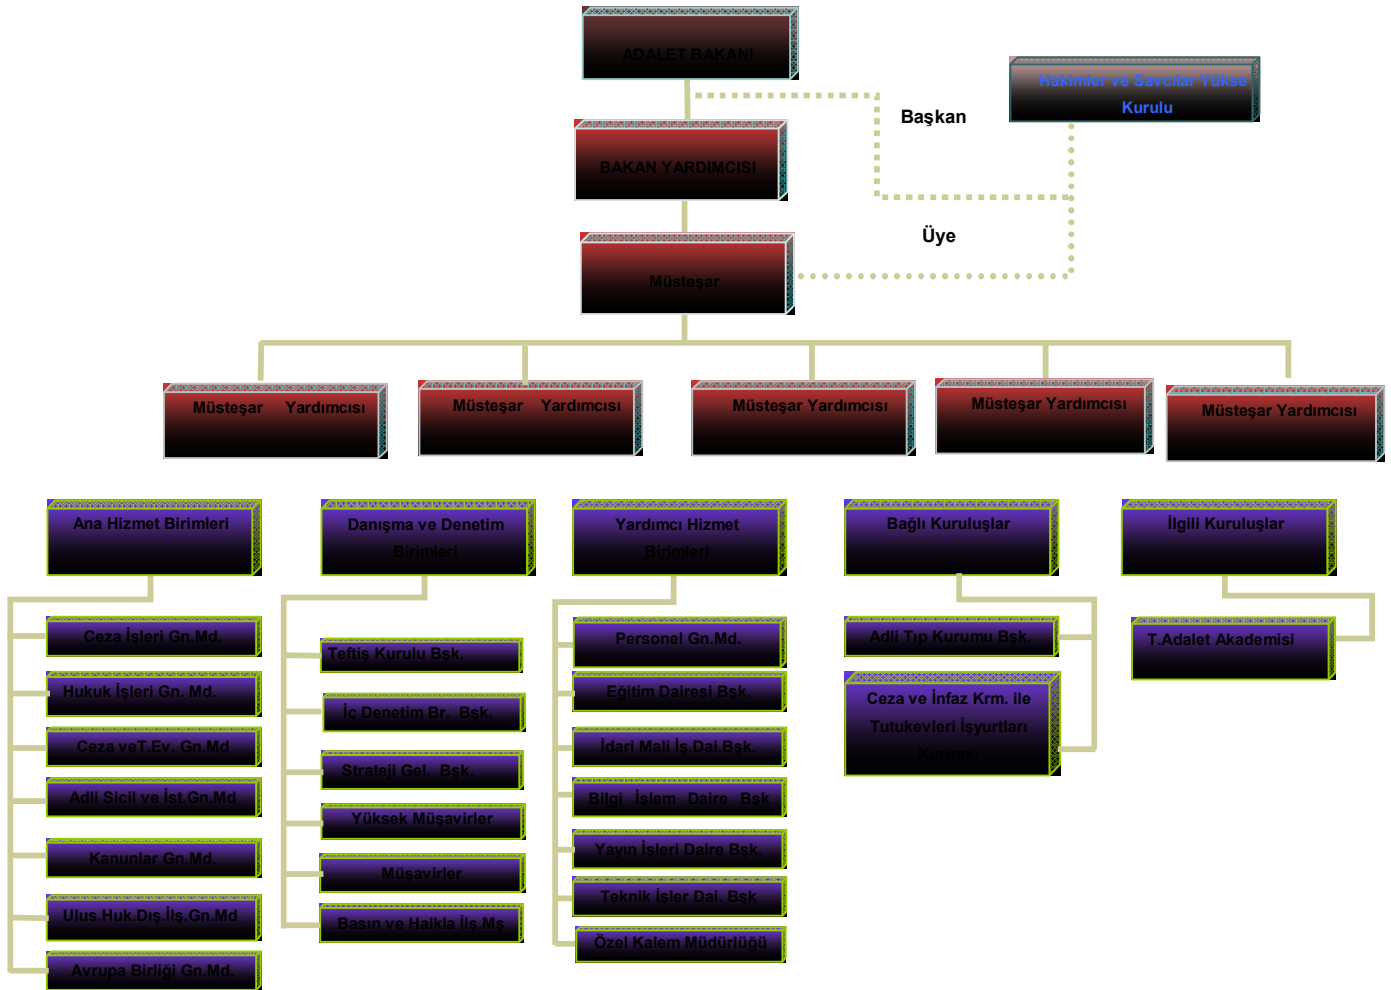 ADALET BAKANI
Hakimler ve Savcılar Yükse
Kurulu
Başkan
BAKAN YARDIMCISI
Üye
Müsteşar
Müsteşar Yardımcısı
Müsteşar Yardımcısı
Müsteşar Yardımcısı
Müsteşar Yardımcısı
Müsteşar Yardımcısı
Ana Hizmet Birimleri
Ceza İşleri Gn.Md.
Hukuk İşleri Gn. Md.
Ceza veT.Ev. Gn.Md
Adli Sicil ve İst.Gn.Md
Kanunlar Gn.Md.
Ulus.Huk.Dış.İlş.Gn.Md
Avrupa Birliği Gn.Md.
Danışma ve Denetim
Birimleri
Teftiş Kurulu Bşk.
İç Denetim Br. Bşk.
Strateji Gel. Bşk.
Yüksek Müşavirler
Müşavirler
Basın ve Halkla İlş.Mş
Yardımcı Hizmet
Birimleri
Personel Gn.Md.
Eğitim Dairesi Bşk.
İdari Mali İş.Dai.Bşk.
Bilgi İşlem Daire Bşk
Yayın İşleri Daire Bşk.
Teknik İşler Dai. Bşk
Özel Kalem Müdürlüğü
Bağlı Kuruluşlar
Adli Tıp Kurumu Bşk.
Ceza ve İnfaz Krm. ile
Tutukevleri İşyurtları
Kurumu
İlgili Kuruluşlar
T.Adalet Akademisi